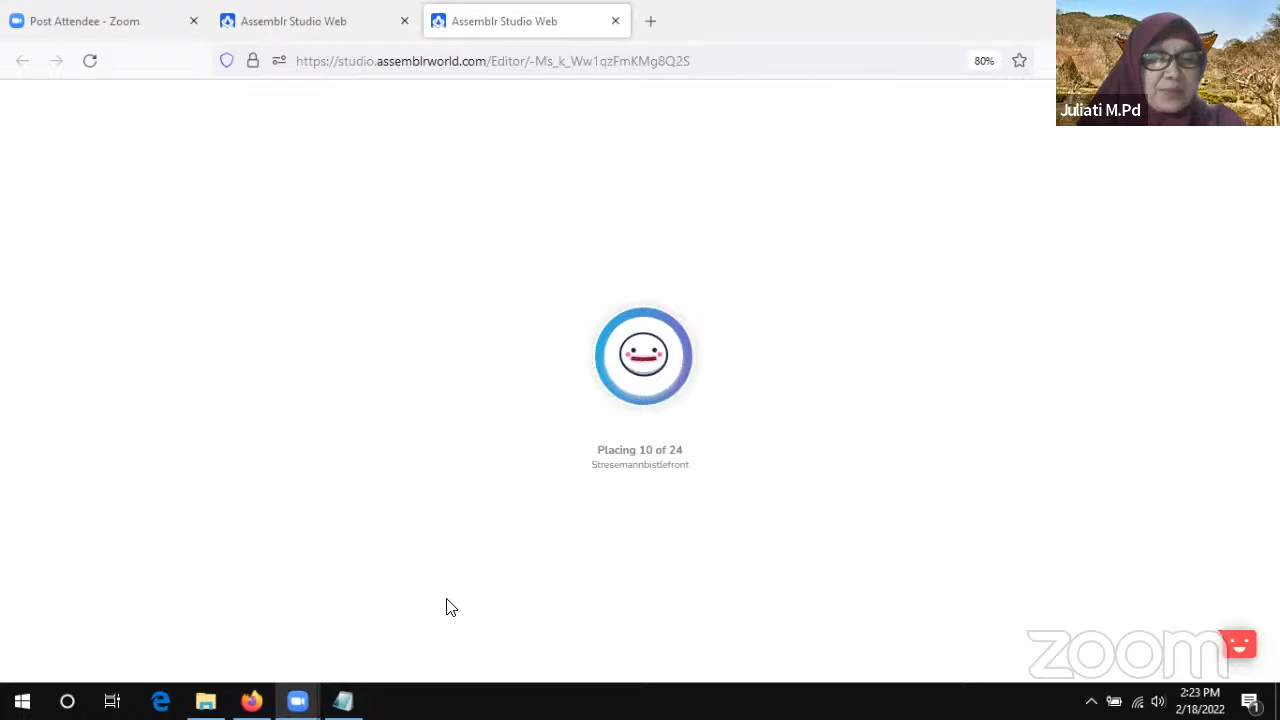 Post Attendee - Zoom
Assemblr Studio Web
Assemblr Studio Web
https://studio.assemblrworld.com/Editor/-Ms_k_Ww1qzFmKMg8Q2S
80%
Juliati M.Pd
Placing 10 of 24
Stresemannbistlefront
zoom
2:23 PM
2/18/2022
1